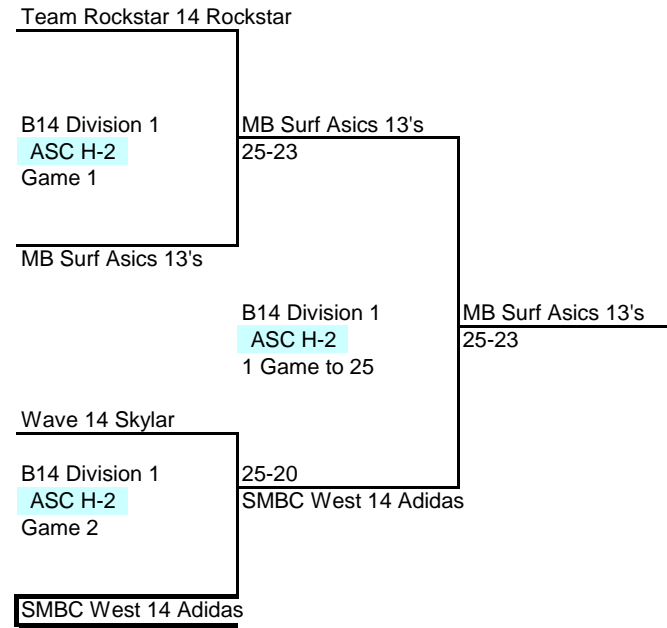 Team Rockstar 14 Rockstar
B14 Division 1
ASC H-2
Game 1
MB Surf Asics 13's
25-23
MB Surf Asics 13's
B14 Division 1
ASC H-2
1 Game to 25
MB Surf Asics 13's
25-23
Wave 14 Skylar
B14 Division 1
ASC H-2
Game 2
25-20
SMBC West 14 Adidas
SMBC West 14 Adidas